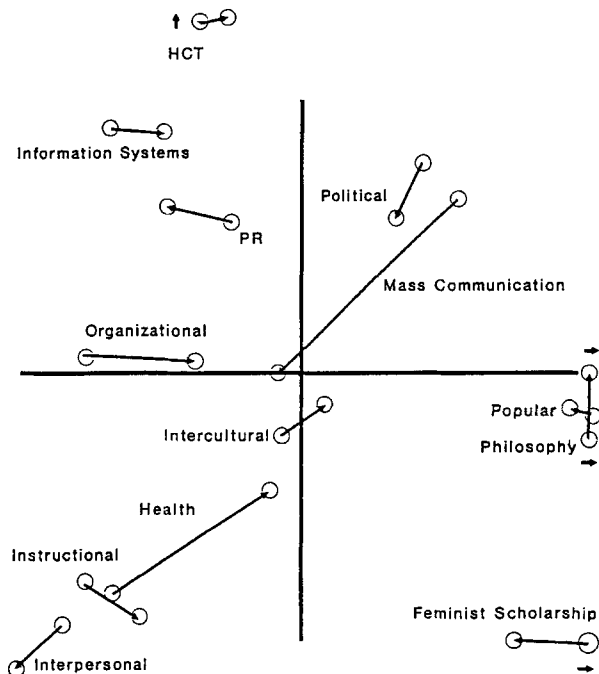 HCT
Information Systems
Political
PR
Mass Communication
Organizational
Popular
Intercultural
Philosophy
Health
Instructional
Feminist Scholarship
Interpersonal